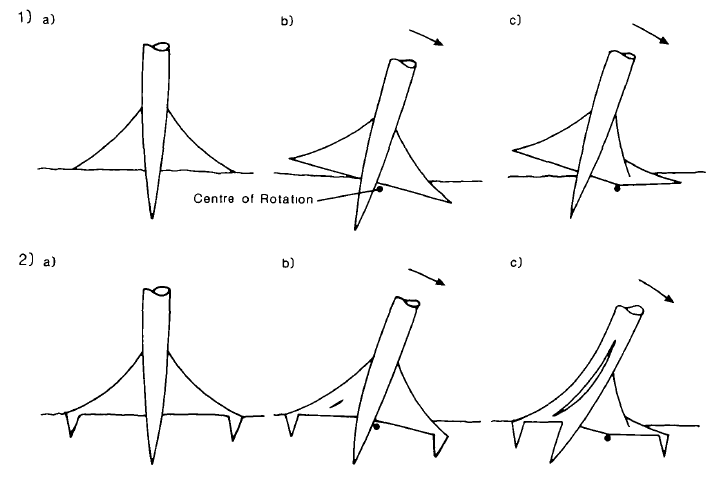 1) a) b) c)
Centre of Rotation
2) a) b) c)